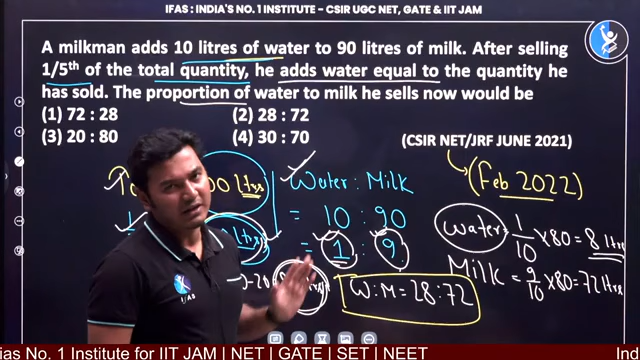 IFAS: INDIA'S NO. 1 INSTITUTE - CSIR UGC NET, GATE & IIT JAM
A milkman adds 10 litres of water to 90 litres of milk. After selling
1/5th of the total quantity, he adds water equal to the quantity he
has sold. The proportion of water to milk he sells now would be
(1) 72 : 28 (2) 28 : 72
(3) 20 : 80 (4) 30 : 70
(CSIR NET/JRF JUNE 2021)
(Feb 2022)
Water : Milk
= 10 : 90
= 1 : 9
W : M = 28 : 72
Water 1/10 × 80 = 8 ltrs
Milk = 9/10 × 80 = 72 ltrs
ltrs
ltrs
IFAS
ias No. 1 Institute for IIT JAM | NET | GATE | SET | NEET
Ind